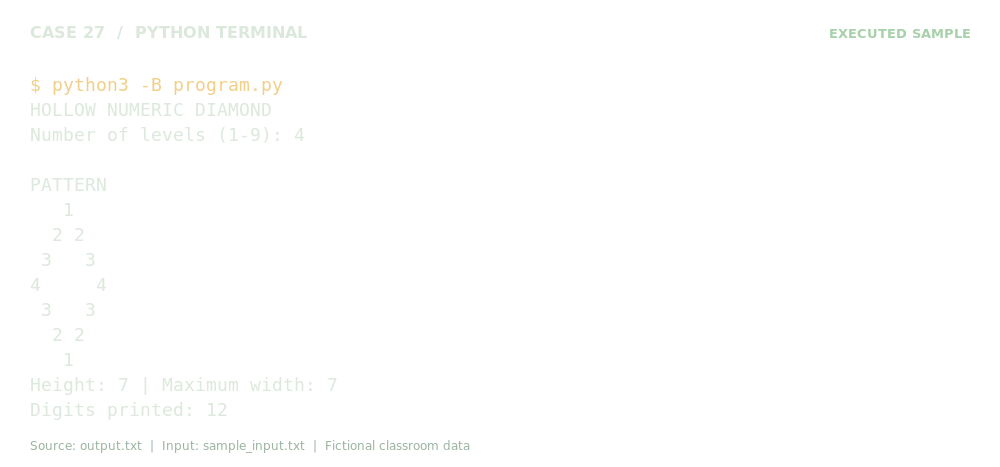 CASE 27 / PYTHON TERMINAL
EXECUTED SAMPLE
$ python3 -B program.py
HOLLOW NUMERIC DIAMOND
Number of levels (1-9): 4

PATTERN
   1
  2 2
 3   3
4     4
 3   3
  2 2
   1
Height: 7 | Maximum width: 7
Digits printed: 12
Source: output.txt | Input: sample_input.txt | Fictional classroom data